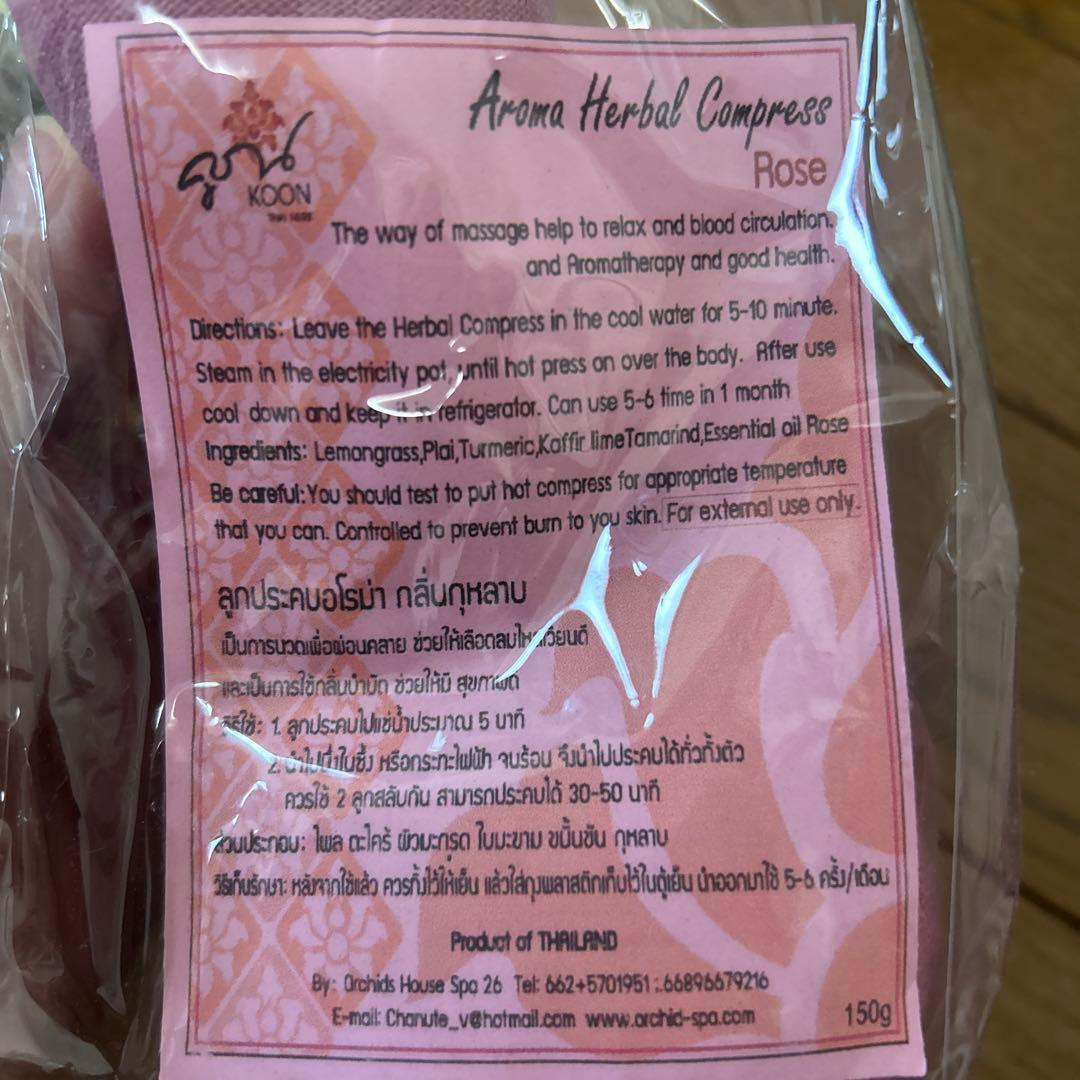 คูณ
KOON
Aroma Herbal Compress
Rose
The way of massage help to relax and blood circulation.
and Aromatherapy and good health.
Directions: Leave the Herbal Compress in the cool water for 5-10 minute.
Steam in the electricity pot, until hot press on over the body. After use
cool down and keep it in refrigerator. Can use 5-6 time in 1 month
Ingredients: Lemongrass,Plai,Turmeric,Kaffir limeTamarind,Essential oil Rose
Be careful:You should test to put hot compress for appropriate temperature
that you can. Controlled to prevent burn to you skin. For external use only.
ลูกประคบอโรม่า กลิ่นกุหลาบ
เป็นการนวดเพื่อผ่อนคลาย ช่วยให้เลือดลมไหลเวียนดี
และเป็นการใช้กลิ่นบำบัด ช่วยให้มี สุขภาพดี
วิธีใช้: 1. ลูกประคบไปแช่น้ำประมาณ 5 นาที
2. นำไปนึ่งในซึ้ง หรือกระทะไฟฟ้า จนร้อน จึงนำไปประคบได้ทั่วทั้งตัว
ควรใช้ 2 ลูกสลับกัน สามารถประคบได้ 30-50 นาที
ส่วนประกอบ: ไพล ตะไคร้ ผิวมะกรูด ใบมะขาม ขมิ้นชัน กุหลาบ
วิธีเก็บรักษา: หลังจากใช้แล้ว ควรทิ้งไว้ให้เย็น แล้วใส่ถุงพลาสติกเก็บไว้ในตู้เย็น นำออกมาใช้ 5-6 ครั้ง/เดือน
Product of THAILAND
By: Orchids House Spa 26 Tel: 662+5701951 :.66896679216
E-mail: Chanute_v@hotmail.com www.orchid-spa.com
150g